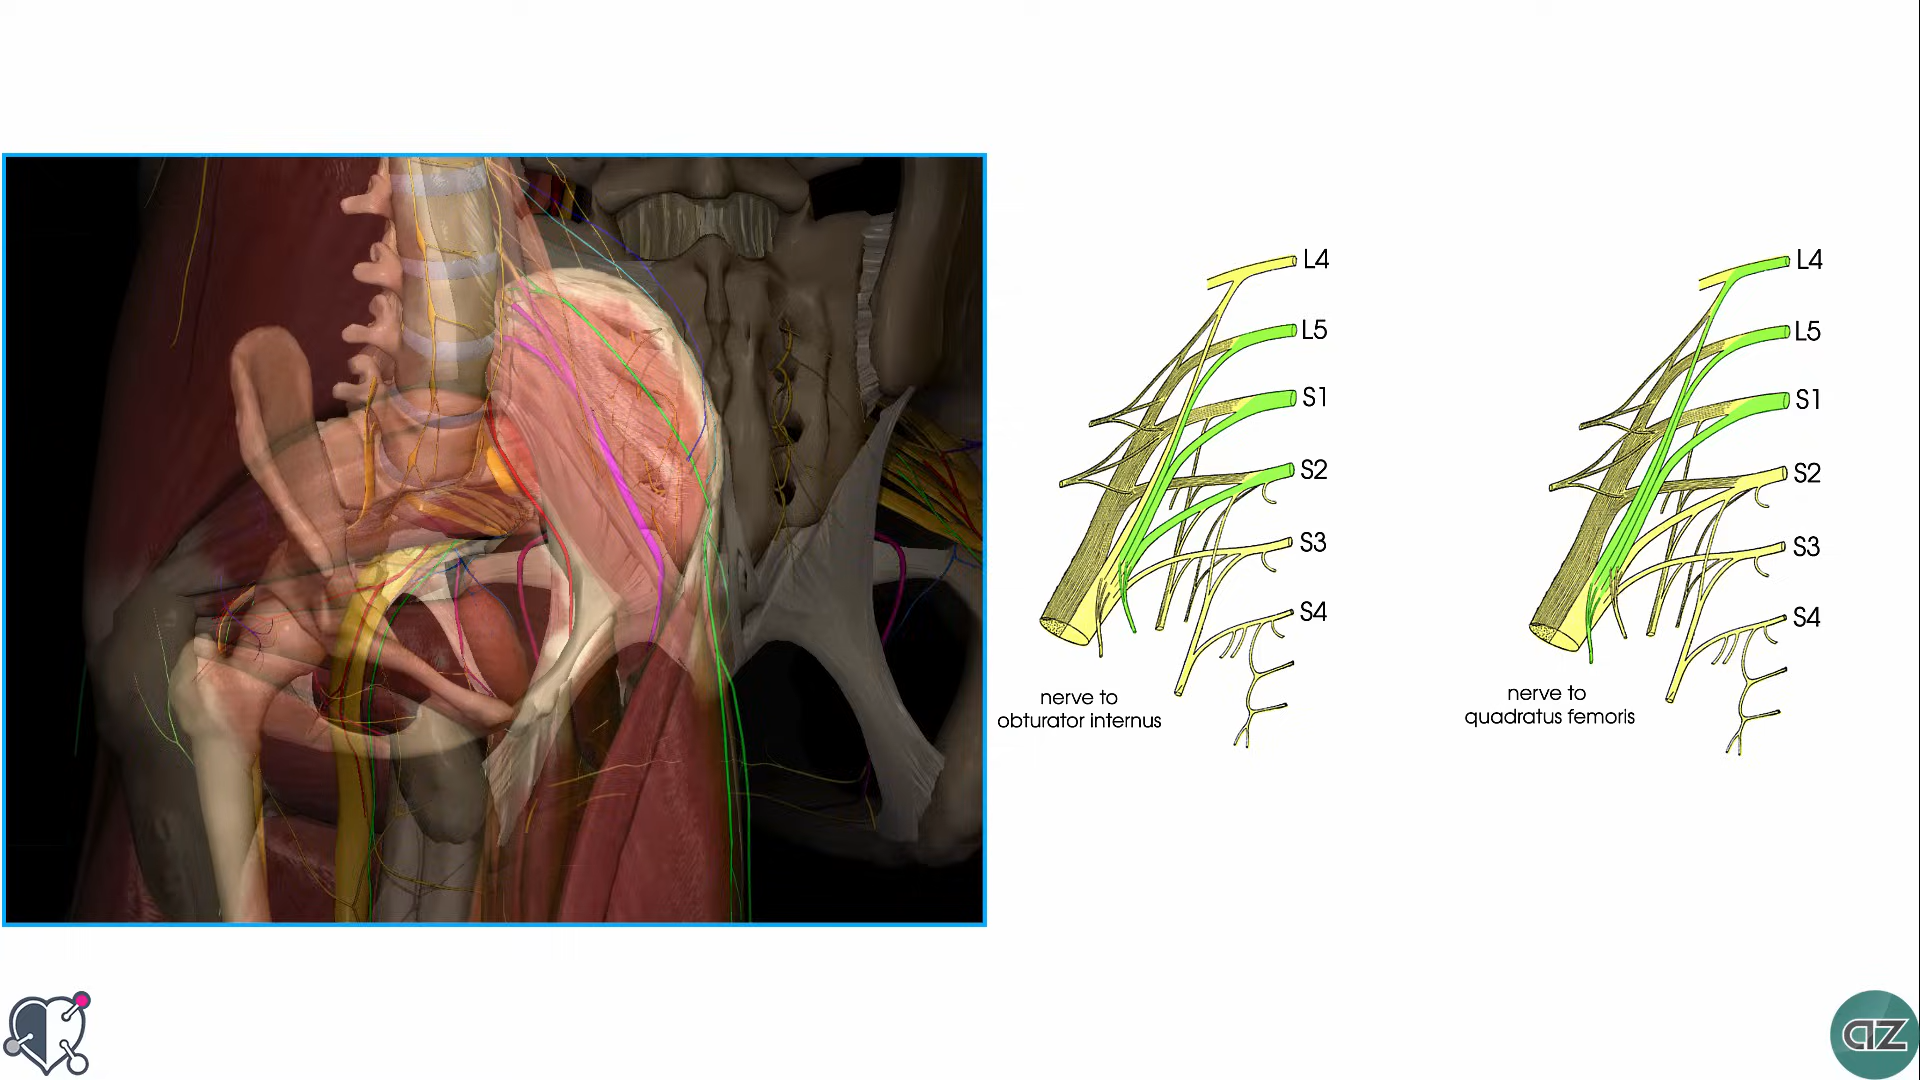 L4
L5
S1
S2
S3
S4
nerve to
obturator internus
L4
L5
S1
S2
S3
S4
nerve to
quadratus femoris
az